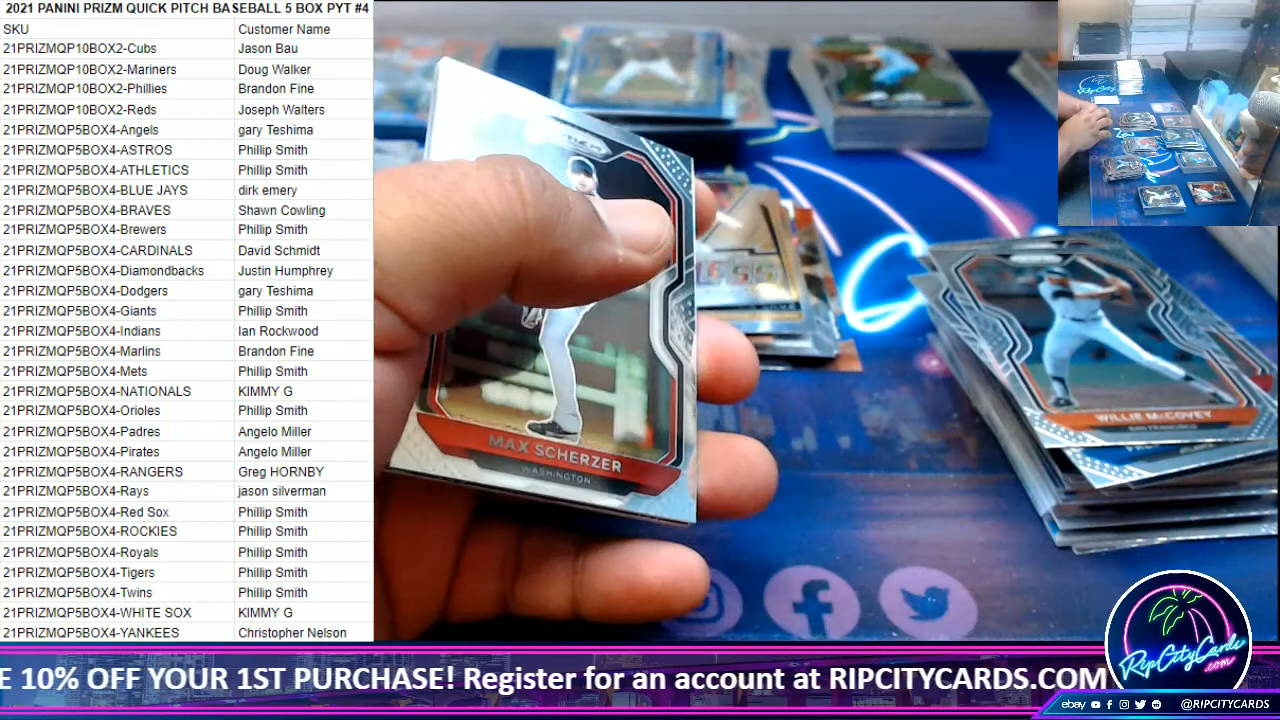 2021 PANINI PRIZM QUICK PITCH BASEBALL 5 BOX PYT #4
SKU Customer Name
21PRIZMQP10BOX2-Cubs Jason Bau
21PRIZMQP10BOX2-Mariners Doug Walker
21PRIZMQP10BOX2-Phillies Brandon Fine
21PRIZMQP10BOX2-Reds Joseph Walters
21PRIZMQP5BOX4-Angels gary Teshima
21PRIZMQP5BOX4-ASTROS Phillip Smith
21PRIZMQP5BOX4-ATHLETICS Phillip Smith
21PRIZMQP5BOX4-BLUE JAYS dirk emery
21PRIZMQP5BOX4-BRAVES Shawn Cowling
21PRIZMQP5BOX4-Brewers Phillip Smith
21PRIZMQP5BOX4-CARDINALS David Schmidt
21PRIZMQP5BOX4-Diamondbacks Justin Humphrey
21PRIZMQP5BOX4-Dodgers gary Teshima
21PRIZMQP5BOX4-Giants Phillip Smith
21PRIZMQP5BOX4-Indians Ian Rockwood
21PRIZMQP5BOX4-Marlins Brandon Fine
21PRIZMQP5BOX4-Mets Phillip Smith
21PRIZMQP5BOX4-NATIONALS KIMMY G
21PRIZMQP5BOX4-Orioles Phillip Smith
21PRIZMQP5BOX4-Padres Angelo Miller
21PRIZMQP5BOX4-Pirates Angelo Miller
21PRIZMQP5BOX4-RANGERS Greg HORNBY
21PRIZMQP5BOX4-Rays jason silverman
21PRIZMQP5BOX4-Red Sox Phillip Smith
21PRIZMQP5BOX4-ROCKIES Phillip Smith
21PRIZMQP5BOX4-Royals Phillip Smith
21PRIZMQP5BOX4-Tigers Phillip Smith
21PRIZMQP5BOX4-Twins Phillip Smith
21PRIZMQP5BOX4-WHITE SOX KIMMY G
21PRIZMQP5BOX4-YANKEES Christopher Nelson
PRIZM
MAX SCHERZER
WASHINGTON
WILLIE McCOVEY
SAN FRANCISCO
RipCityCards
.com
E 10% OFF YOUR 1ST PURCHASE! Register for an account at RIPCITYCARDS.COM
ebay @RIPCITYCARDS